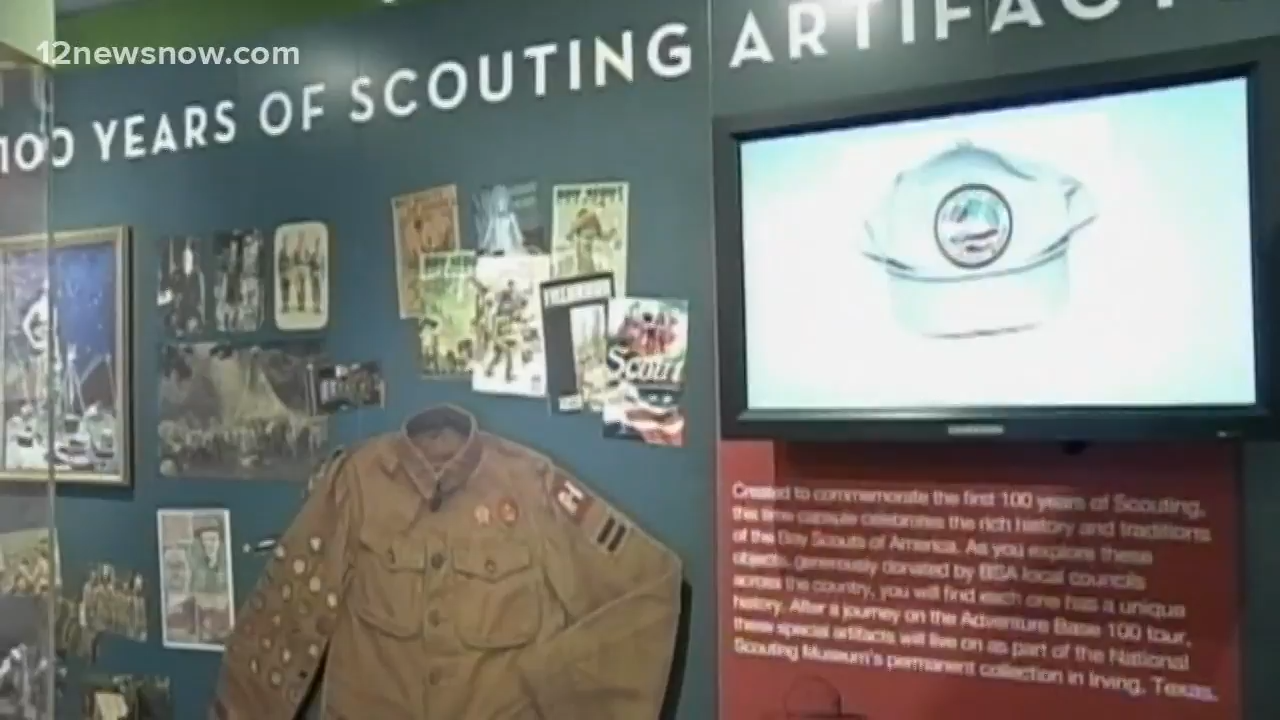 12newsnow.com
100 YEARS OF SCOUTING ARTIFACT
Scout
Created to commemorate the first 100 years of Scouting,
this time capsule celebrates the rich history and traditions
of the Boy Scouts of America. As you explore these
objects, generously donated by BSA local councils
across the country, you will find each one has a unique
history. After a journey on the Adventure Base 100 tour,
these special artifacts will live on as part of the National
Scouting Museum's permanent collection in Irving, Texas.